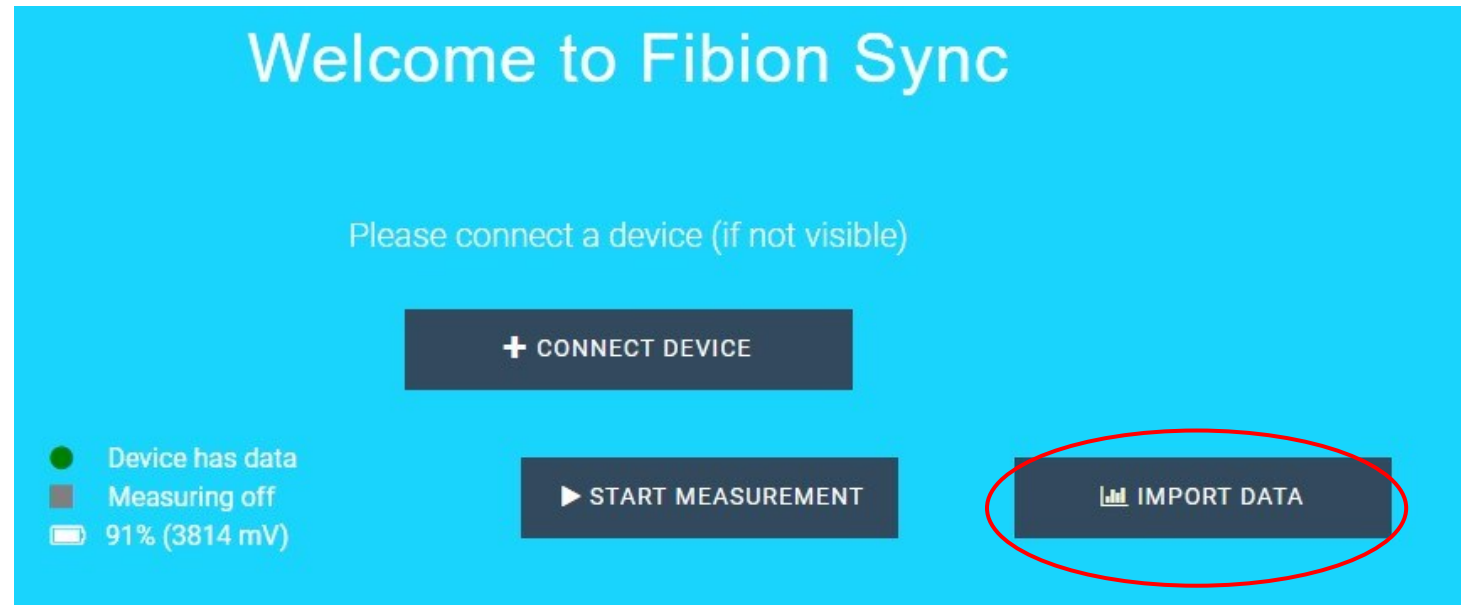 Welcome to Fibion Sync
Please connect a device (if not visible)
CONNECT DEVICE
Device has data
Measuring off
91% (3814 mV)
START MEASUREMENT
IMPORT DATA